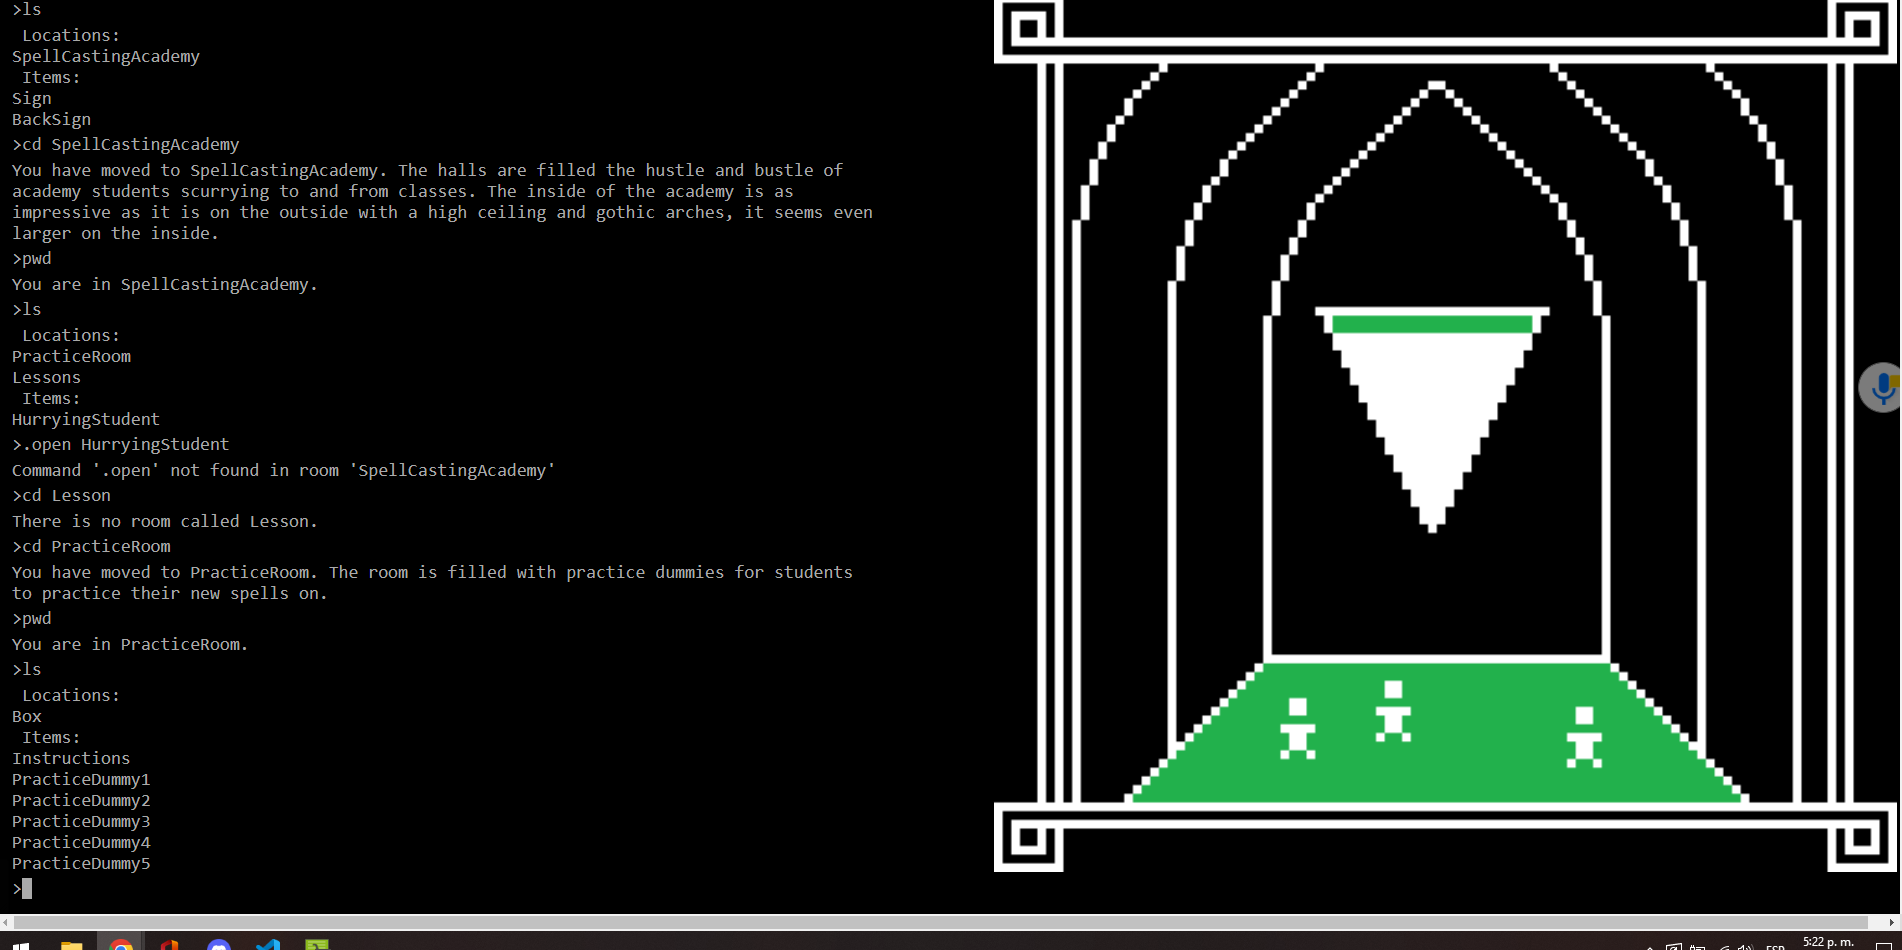 >ls
Locations:
SpellCastingAcademy
Items:
Sign
BackSign
>cd SpellCastingAcademy
You have moved to SpellCastingAcademy. The halls are filled the hustle and bustle of
academy students scurrying to and from classes. The inside of the academy is as
impressive as it is on the outside with a high ceiling and gothic arches, it seems even
larger on the inside.
>pwd
You are in SpellCastingAcademy.
>ls
Locations:
PracticeRoom
Lessons
Items:
HurryingStudent
>.open HurryingStudent
Command '.open' not found in room 'SpellCastingAcademy'
>cd Lesson
There is no room called Lesson.
>cd PracticeRoom
You have moved to PracticeRoom. The room is filled with practice dummies for students
to practice their new spells on.
>pwd
You are in PracticeRoom.
>ls
Locations:
Box
Items:
Instructions
PracticeDummy1
PracticeDummy2
PracticeDummy3
PracticeDummy4
PracticeDummy5
>
5:22 p. m.